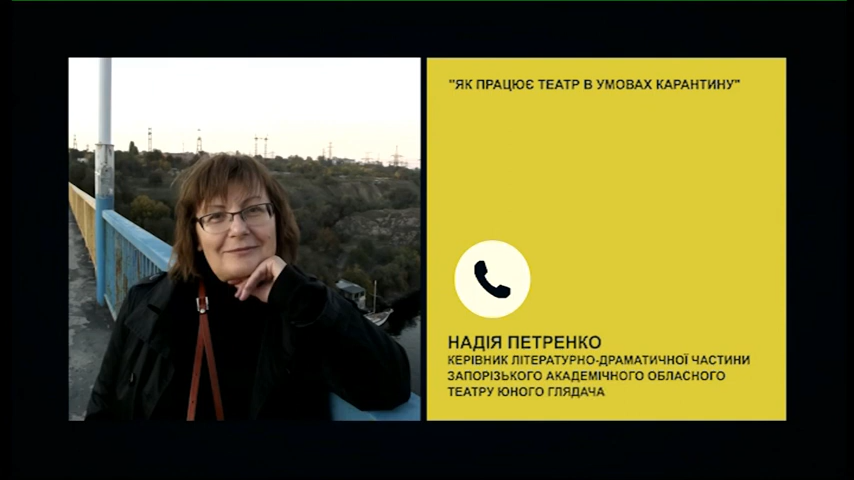 "ЯК ПРАЦЮЄ ТЕАТР В УМОВАХ КАРАНТИНУ"
НАДІЯ ПЕТРЕНКО
КЕРІВНИК ЛІТЕРАТУРНО-ДРАМАТИЧНОЇ ЧАСТИНИ
ЗАПОРІЗЬКОГО АКАДЕМІЧНОГО ОБЛАСНОГО
ТЕАТРУ ЮНОГО ГЛЯДАЧА